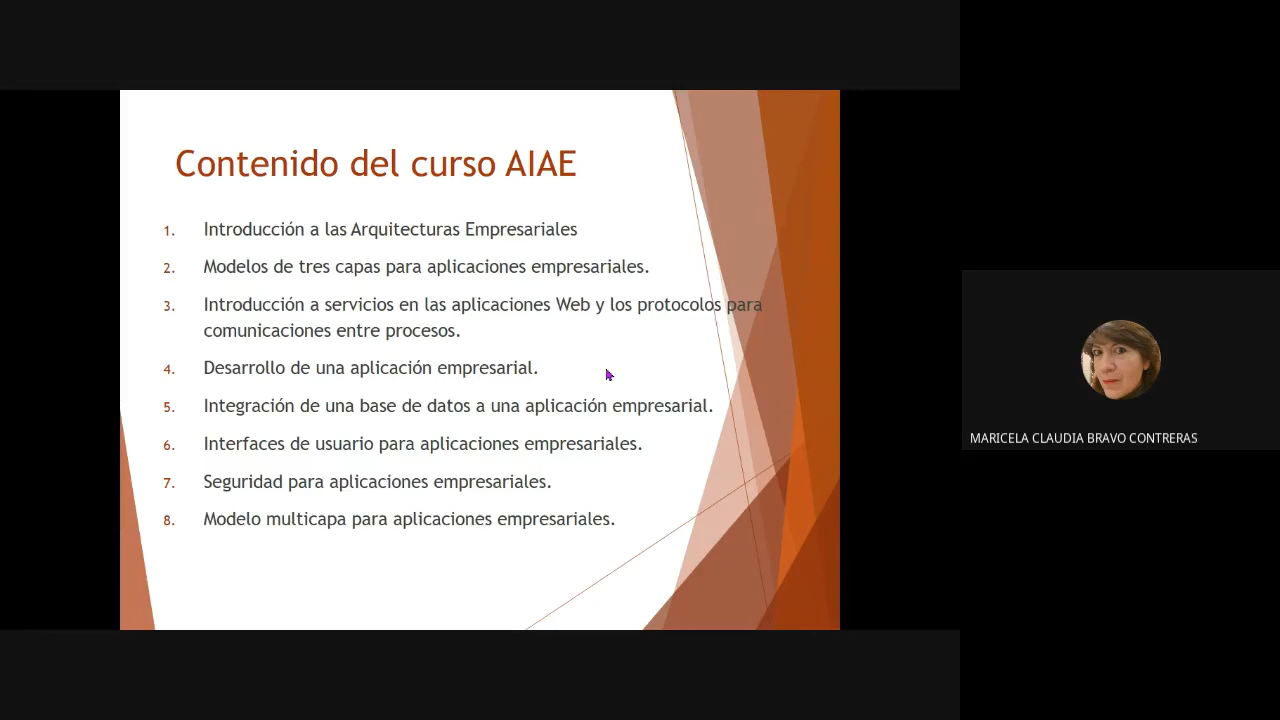 Contenido del curso AIAE
1. Introducción a las Arquitecturas Empresariales
2. Modelos de tres capas para aplicaciones empresariales.
3. Introducción a servicios en las aplicaciones Web y los protocolos para
comunicaciones entre procesos.
4. Desarrollo de una aplicación empresarial.
5. Integración de una base de datos a una aplicación empresarial.
6. Interfaces de usuario para aplicaciones empresariales.
7. Seguridad para aplicaciones empresariales.
8. Modelo multicapa para aplicaciones empresariales.
MARICELA CLAUDIA BRAVO CONTRERAS